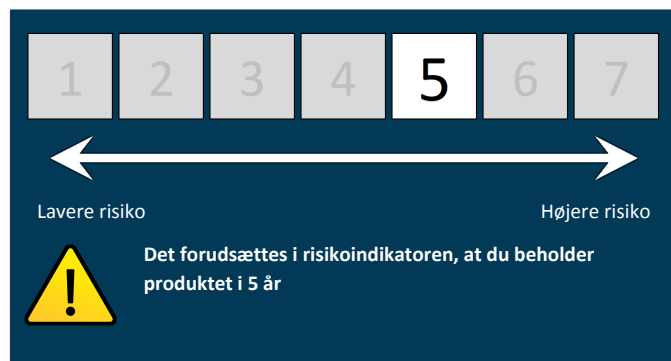 1 2 3 4 5 6 7
Lavere risiko Højere risiko
Det forudsættes i risikoindikatoren, at du beholder
produktet i 5 år